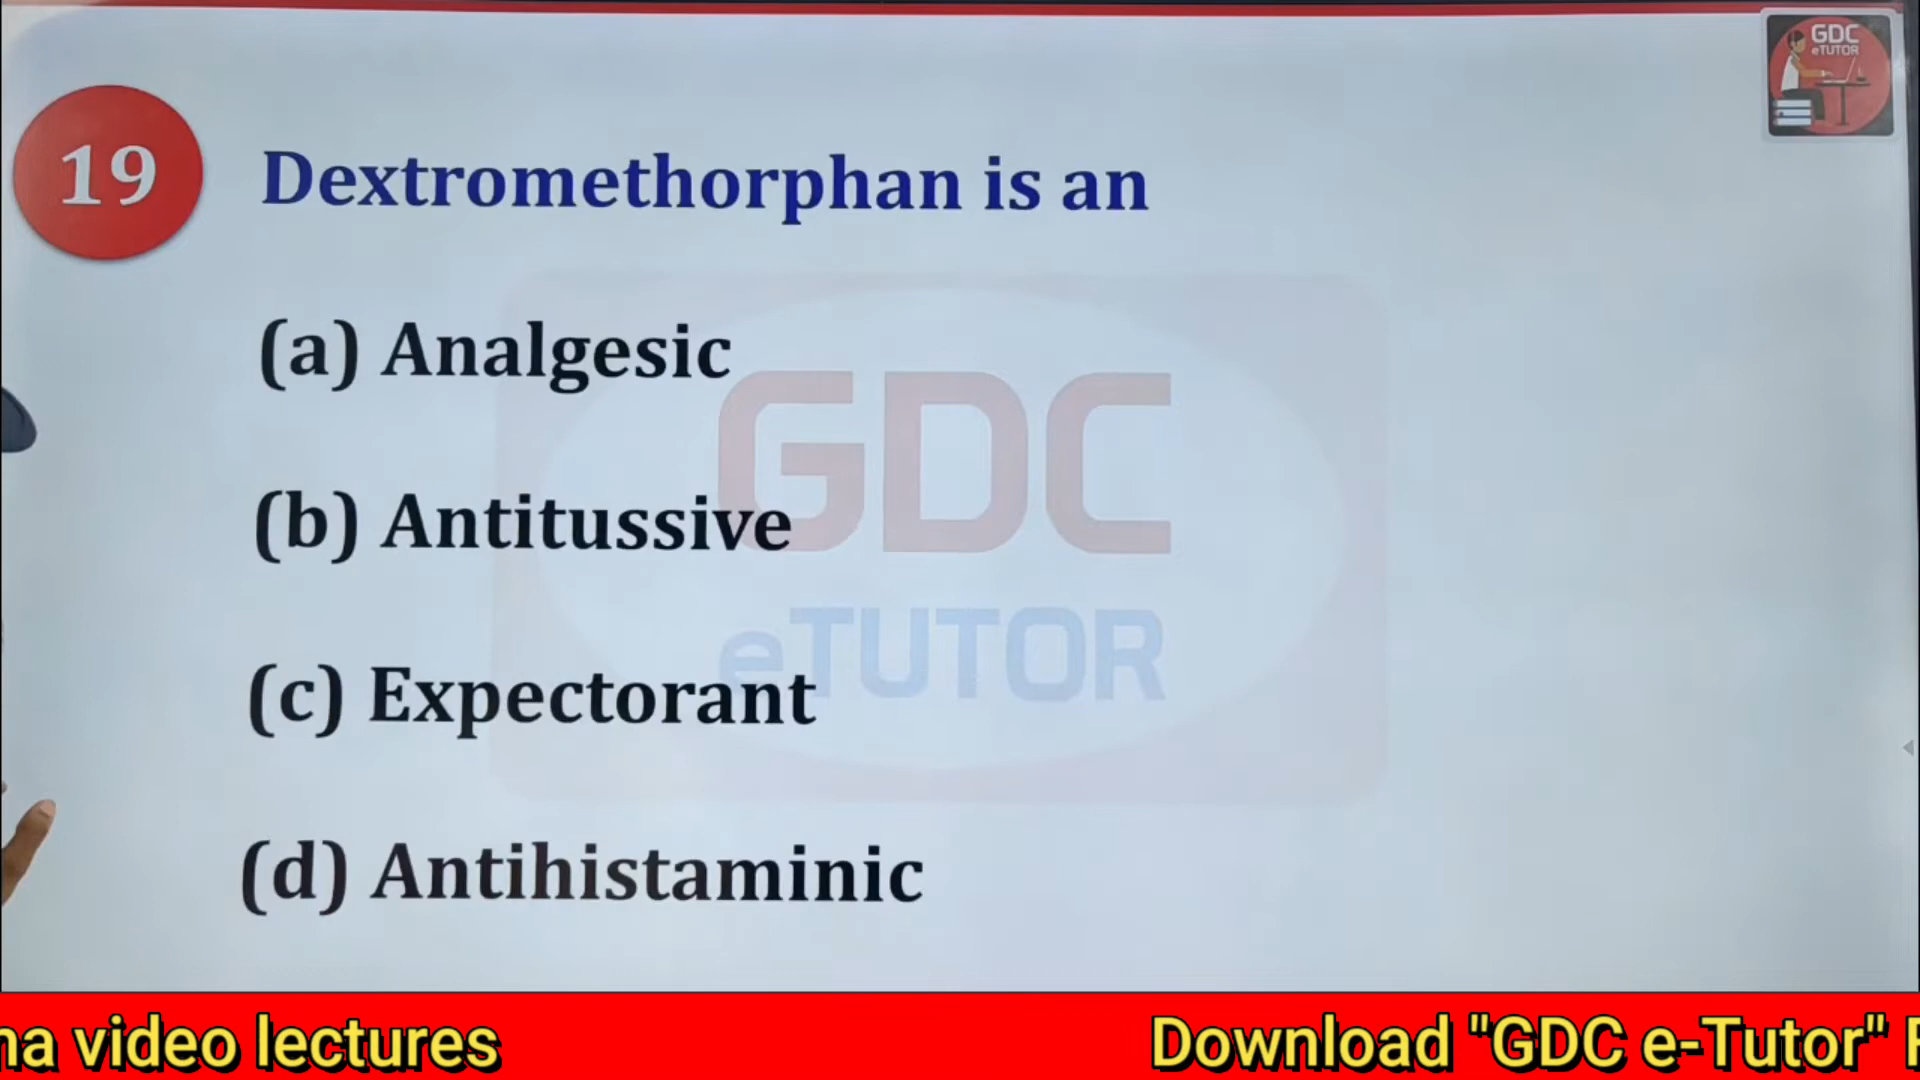 GDC
eTUTOR
19 Dextromethorphan is an
(a) Analgesic
(b) Antitussive
(c) Expectorant
(d) Antihistaminic
GDC
eTUTOR
video lectures Download "GDC e-Tutor"